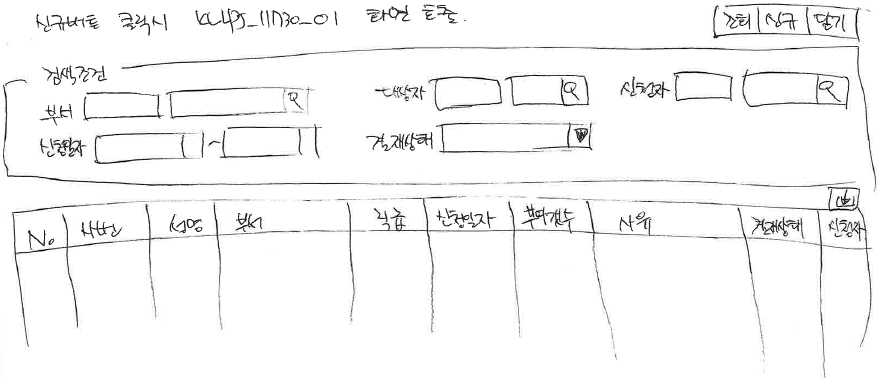 신규버튼 클릭시 화면 호출.
조회 신규 닫기
검색조건
부서 대상자 신청자
신청일자 ~ 결재상태
No. 사번 성명 부서 직급 신청일자 부여갯수 사유 결재상태 신청자